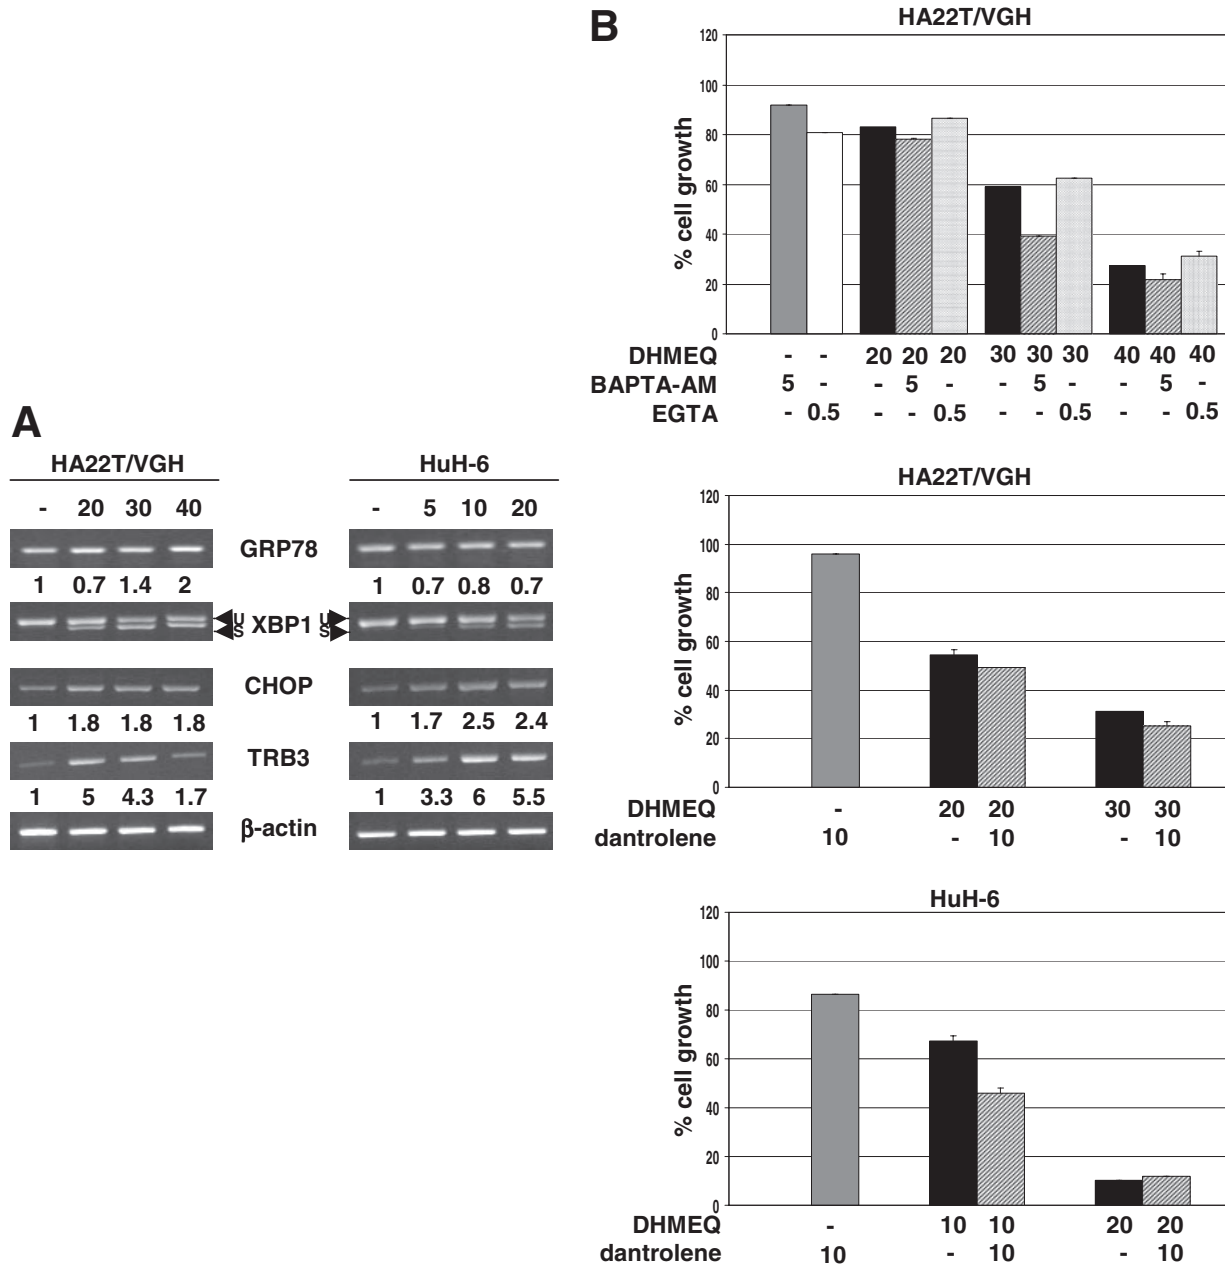 A
HA22T/VGH HuH-6
- 20 30 40 - 5 10 20
GRP78
1 0.7 1.4 2 1 0.7 0.8 0.7
U XBP1 U
S S
CHOP
1 1.8 1.8 1.8 1 1.7 2.5 2.4
TRB3
1 5 4.3 1.7 1 3.3 6 5.5
β-actin
B
HA22T/VGH
% cell growth
120
100
80
60
40
20
0
DHMEQ - - 20 20 20 30 30 30 40 40 40
BAPTA-AM 5 - - 5 - - 5 - - 5 -
EGTA - 0.5 - - 0.5 - - 0.5 - - 0.5
HA22T/VGH
% cell growth
120
100
80
60
40
20
0
DHMEQ - 20 20 30 30
dantrolene 10 - 10 - 10
HuH-6
% cell growth
120
100
80
60
40
20
0
DHMEQ - 10 10 20 20
dantrolene 10 - 10 - 10